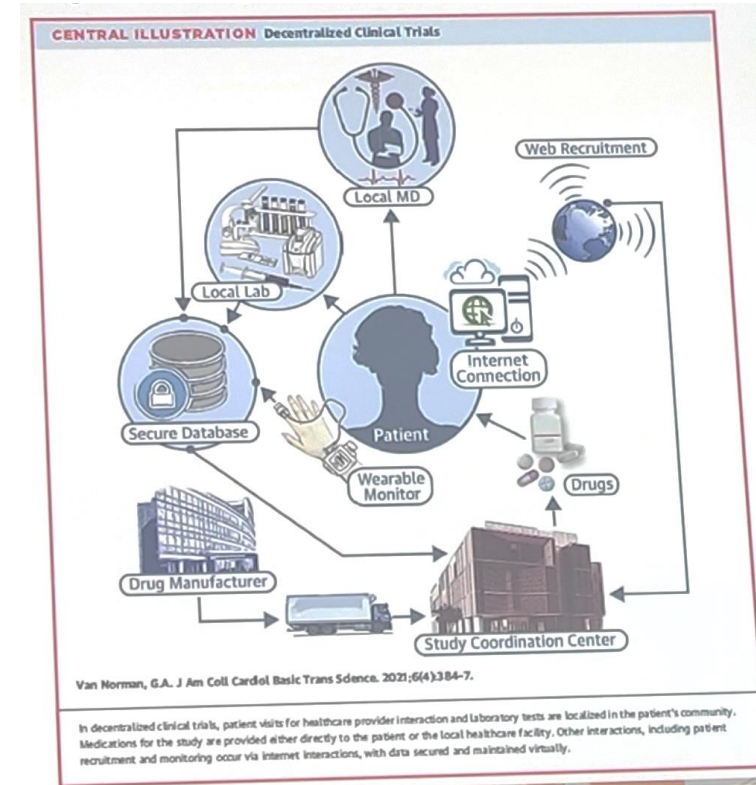 CENTRAL ILLUSTRATION Decentralized Clinical Trials
Web Recruitment
Local MD
Local Lab
Internet
Connection
Secure Database
Patient
Wearable
Monitor
Drugs
Drug Manufacturer
Study Coordination Center
Van Norman, G.A. J Am Coll Cardiol Basic Trans Science. 2021;6(4):384-7.
In decentralized clinical trials, patient visits for healthcare provider interaction and laboratory tests are localized in the patient's community.
Medications for the study are provided either directly to the patient or the local healthcare facility. Other interactions, including patient
recruitment and monitoring occur via internet interactions, with data secured and maintained virtually.